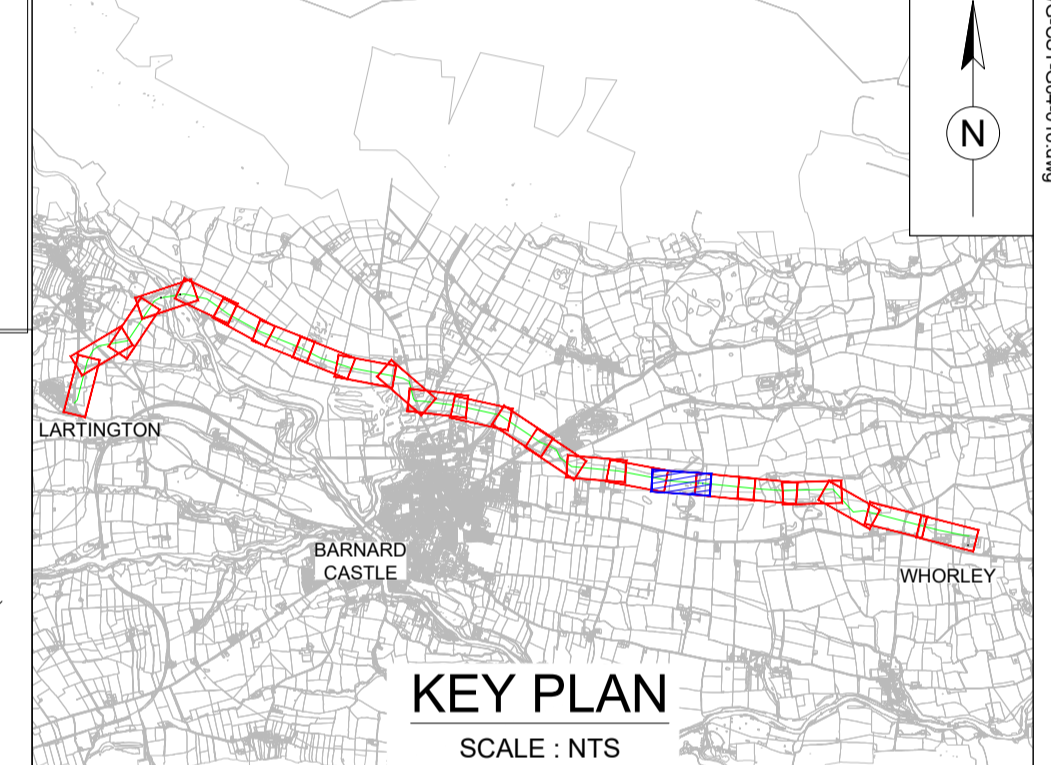 N
LARTINGTON
BARNARD
CASTLE
WHORLEY
KEY PLAN
SCALE : NTS